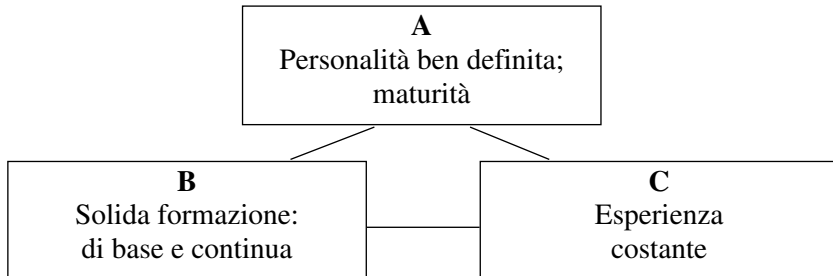 A
Personalità ben definita;
maturità
B
Solida formazione:
di base e continua
C
Esperienza
costante